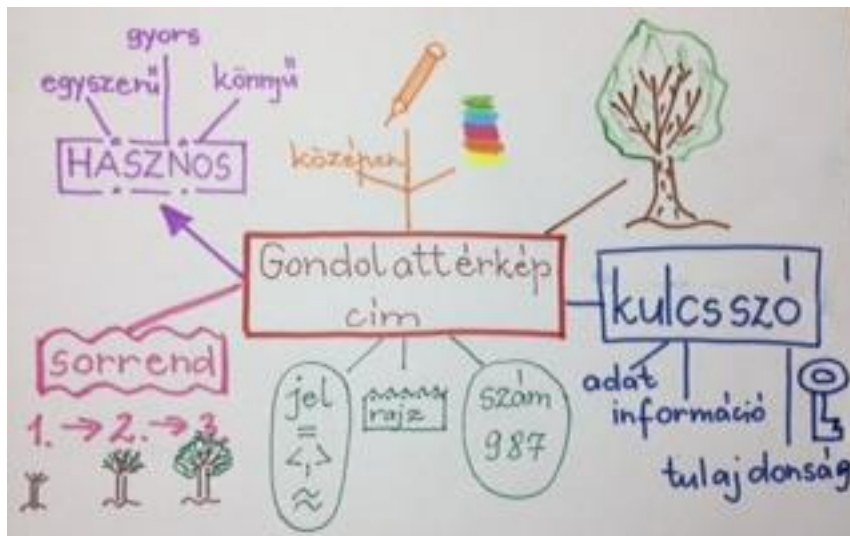 gyors
egyszerű
könnyű
HASZNOS
középen
Gondolattérkép
cím
kulcsszó
adat
információ
tulajdonság
sorrend
1. → 2. → 3.
jel
=
<,>
≈
rajz
szám
987